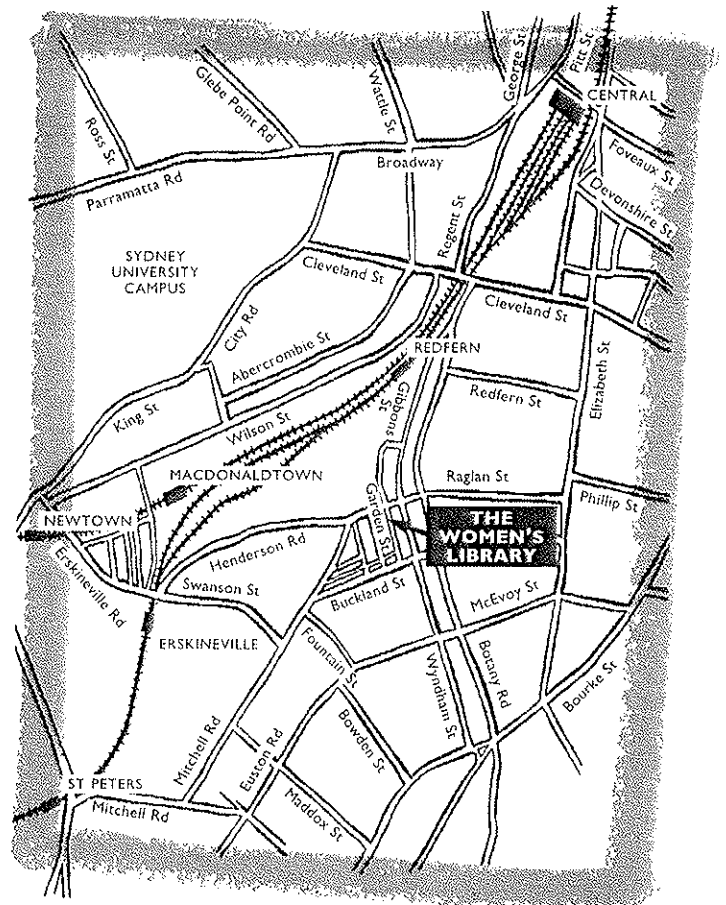 George St
Pitt St
CENTRAL
Glebe Point Rd
Wattle St
Ross St
Broadway
Foveaux St
Parramatta Rd
Devonshire St
Regent St
SYDNEY
UNIVERSITY
CAMPUS
Cleveland St
Cleveland St
City Rd
Abercrombie St
REDFERN
Elizabeth St
Gibbons
St
Redfern St
King St
Wilson St
MACDONALDTOWN
Raglan St
Phillip St
NEWTOWN
Garden St
THE
WOMEN'S
LIBRARY
Henderson Rd
Erskineville Rd
Swanson St
Buckland St
McEvoy St
ERSKINEVILLE
Fountain St
Wyndham St
Botany Rd
Bourke St
Mitchell Rd
Euston Rd
Bowden St
ST PETERS
Mitchell Rd
Maddox St